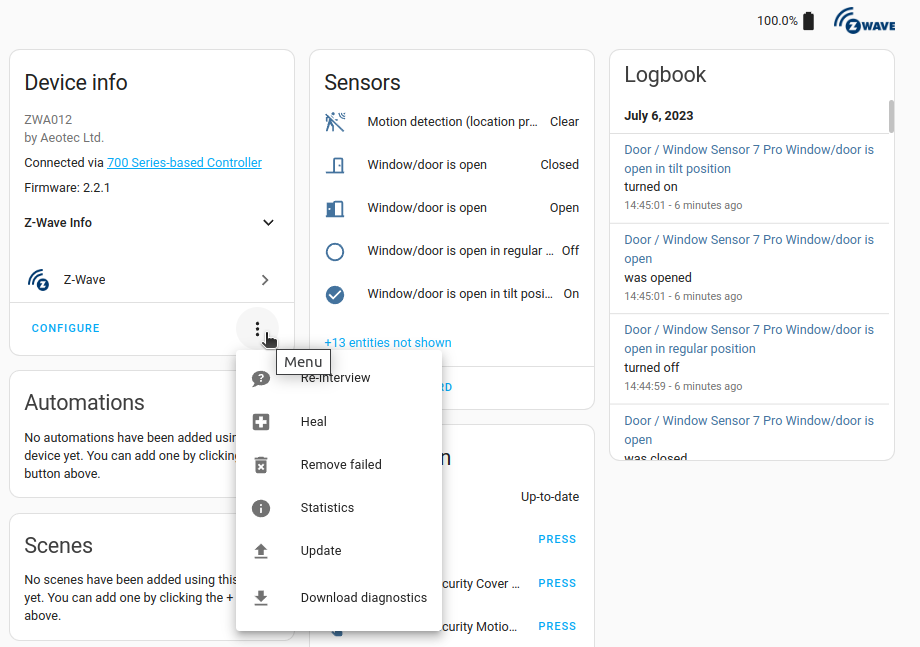 100.0%
Z WAVE
Device info
ZWA012
by Aeotec Ltd.
Connected via 700 Series-based Controller
Firmware: 2.2.1
Z-Wave Info
Z-Wave
CONFIGURE
Menu
Re-interview
Heal
Remove failed
Statistics
Update
Download diagnostics
Automations
No automations have been added usin
device yet. You can add one by clicking
button above.
Scenes
No scenes have been added using this
yet. You can add one by clicking the +
above.
Sensors
Motion detection (location pr... Clear
Window/door is open Closed
Window/door is open Open
Window/door is open in regular ... Off
Window/door is open in tilt posi... On
+13 entities not shown
RD
n
Up-to-date
PRESS
curity Cover ... PRESS
curity Motio... PRESS
Logbook
July 6, 2023
Door / Window Sensor 7 Pro Window/door is
open in tilt position
turned on
14:45:01 - 6 minutes ago
Door / Window Sensor 7 Pro Window/door is
open
was opened
14:45:01 - 6 minutes ago
Door / Window Sensor 7 Pro Window/door is
open in regular position
turned off
14:44:59 - 6 minutes ago
Door / Window Sensor 7 Pro Window/door is
open
was closed